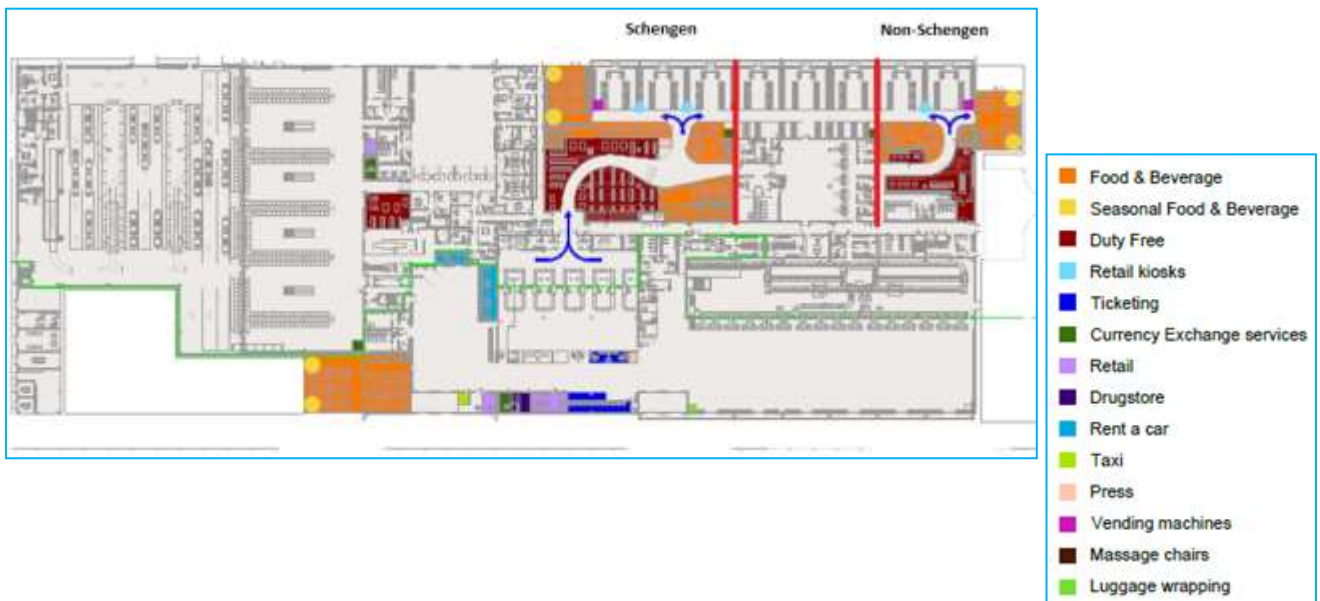 Schengen
Non-Schengen
Food & Beverage
Seasonal Food & Beverage
Duty Free
Retail kiosks
Ticketing
Currency Exchange services
Retail
Drugstore
Rent a car
Taxi
Press
Vending machines
Massage chairs
Luggage wrapping